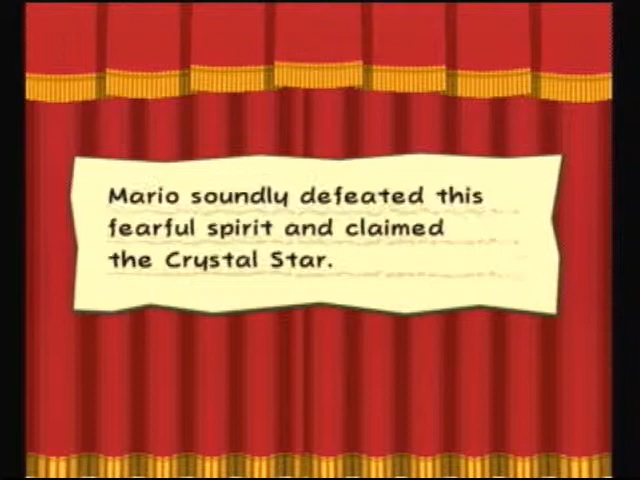 Mario soundly defeated this
fearful spirit and claimed
the Crystal Star.